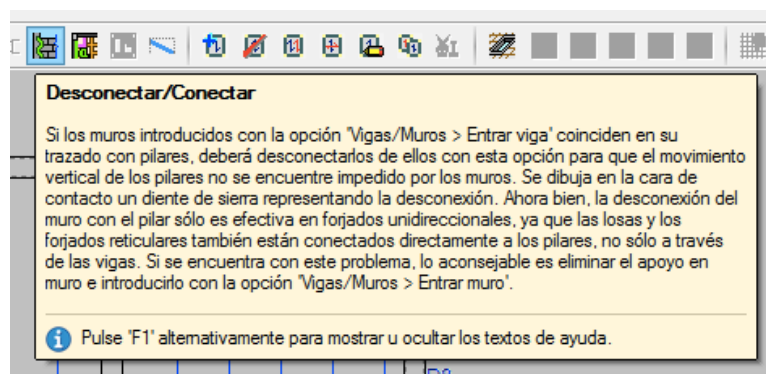 Desconectar/Conectar
Si los muros introducidos con la opción 'Vigas/Muros > Entrar viga' coinciden en su
trazado con pilares, deberá desconectarlos de ellos con esta opción para que el movimiento
vertical de los pilares no se encuentre impedido por los muros. Se dibuja en la cara de
contacto un diente de sierra representando la desconexión. Ahora bien, la desconexión del
muro con el pilar sólo es efectiva en forjados unidireccionales, ya que las losas y los
forjados reticulares también están conectados directamente a los pilares, no sólo a través
de las vigas. Si se encuentra con este problema, lo aconsejable es eliminar el apoyo en
muro e introducirlo con la opción 'Vigas/Muros > Entrar muro'.
Pulse 'F1' alternativamente para mostrar u ocultar los textos de ayuda.